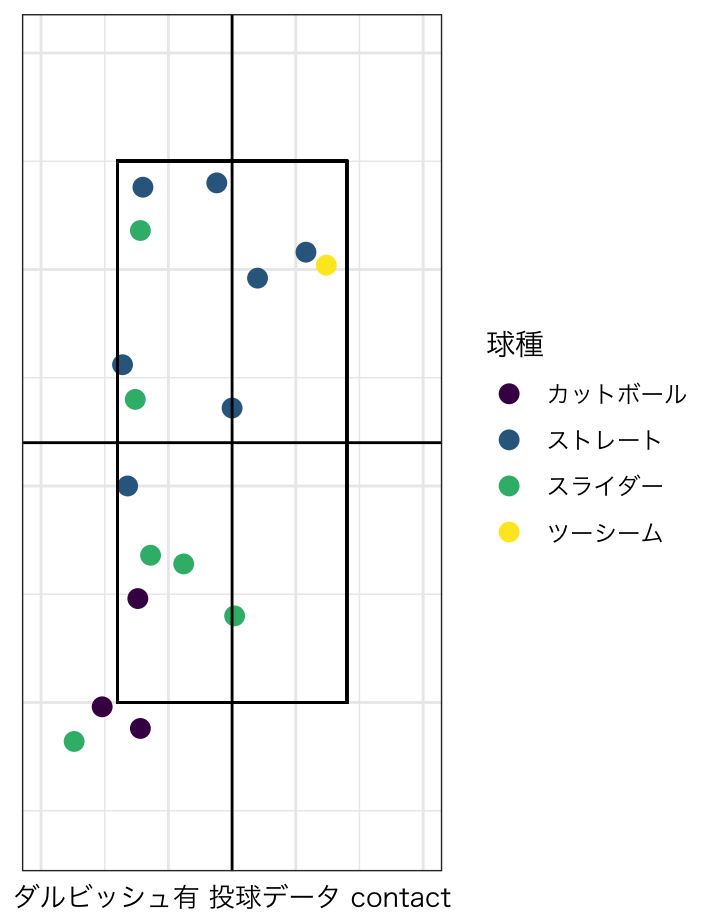 球種
カットボール
ストレート
スライダー
ツーシーム
ダルビッシュ有 投球データ contact